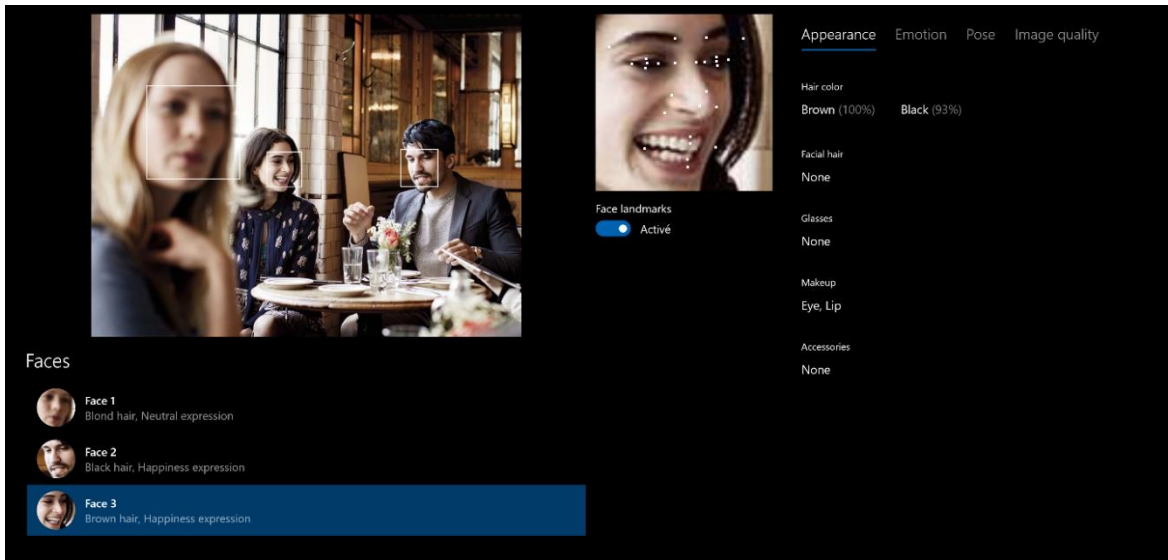 Appearance Emotion Pose Image quality
Hair color
Brown (100%) Black (93%)
Facial hair
None
Glasses
None
Makeup
Eye, Lip
Accessories
None
Face landmarks
Activé
Faces
Face 1
Blond hair, Neutral expression
Face 2
Black hair, Happiness expression
Face 3
Brown hair, Happiness expression